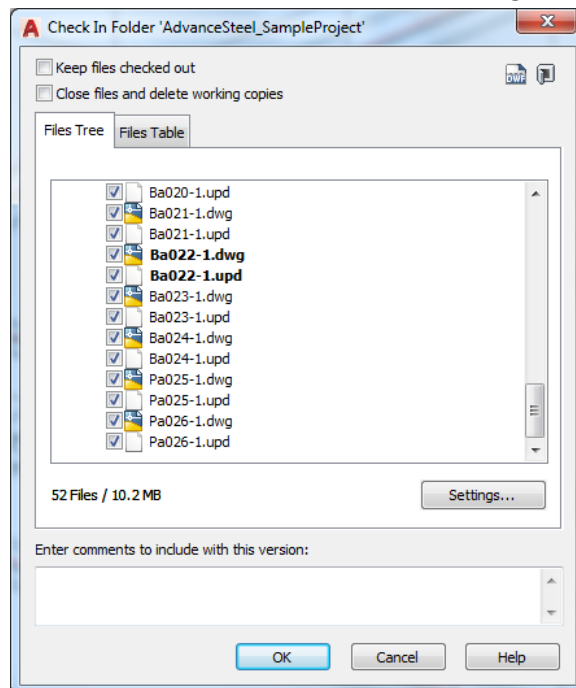 Check In Folder 'AdvanceSteel_SampleProject'
Keep files checked out
Close files and delete working copies
DWF
Files Tree
Files Table
Ba020-1.upd
Ba021-1.dwg
Ba021-1.upd
Ba022-1.dwg
Ba022-1.upd
Ba023-1.dwg
Ba023-1.upd
Ba024-1.dwg
Ba024-1.upd
Pa025-1.dwg
Pa025-1.upd
Pa026-1.dwg
Pa026-1.upd
52 Files / 10.2 MB
Settings...
Enter comments to include with this version:
OK
Cancel
Help